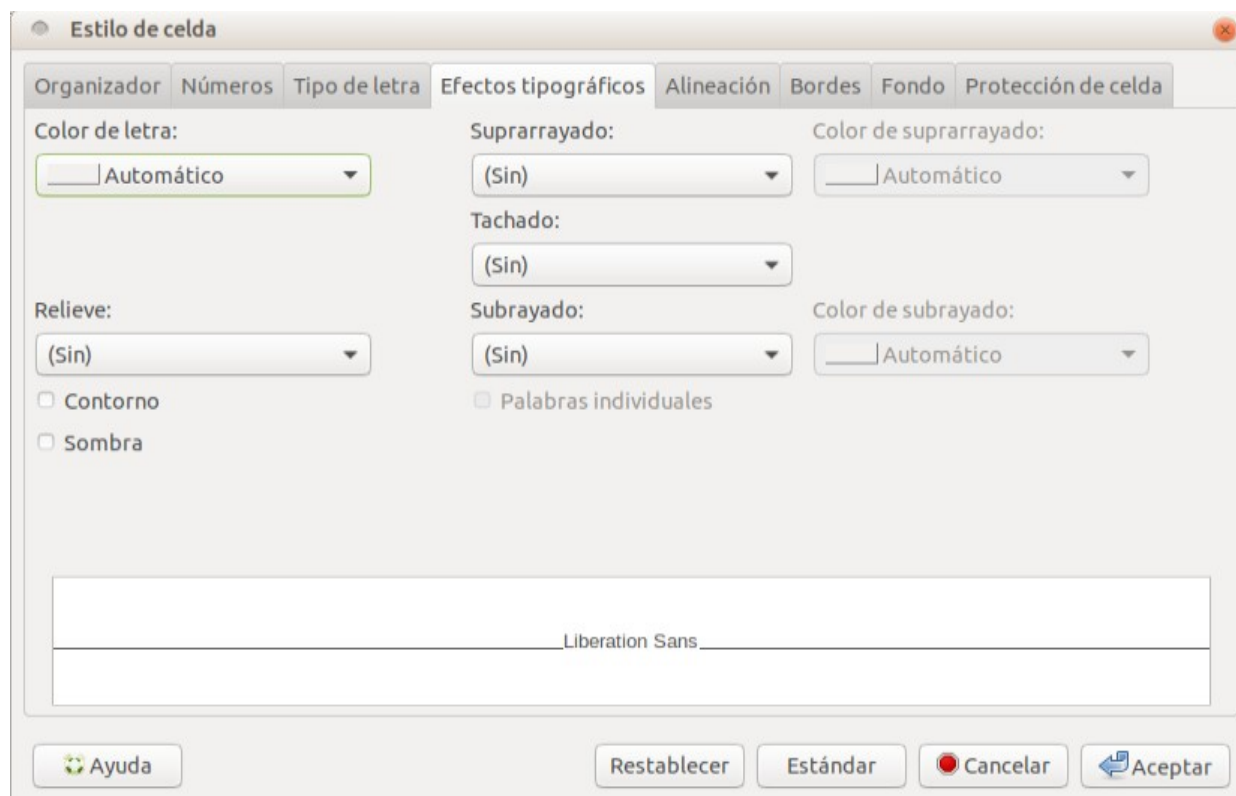 Estilo de celda
Organizador Números Tipo de letra Efectos tipográficos Alineación Bordes Fondo Protección de celda
Color de letra: Suprarrayado: Color de suprarrayado:
Automático (Sin) Automático
Tachado:
(Sin)
Relieve: Subrayado: Color de subrayado:
(Sin) (Sin) Automático
Contorno Palabras individuales
Sombra
Liberation Sans
Ayuda Restablecer Estándar Cancelar Aceptar